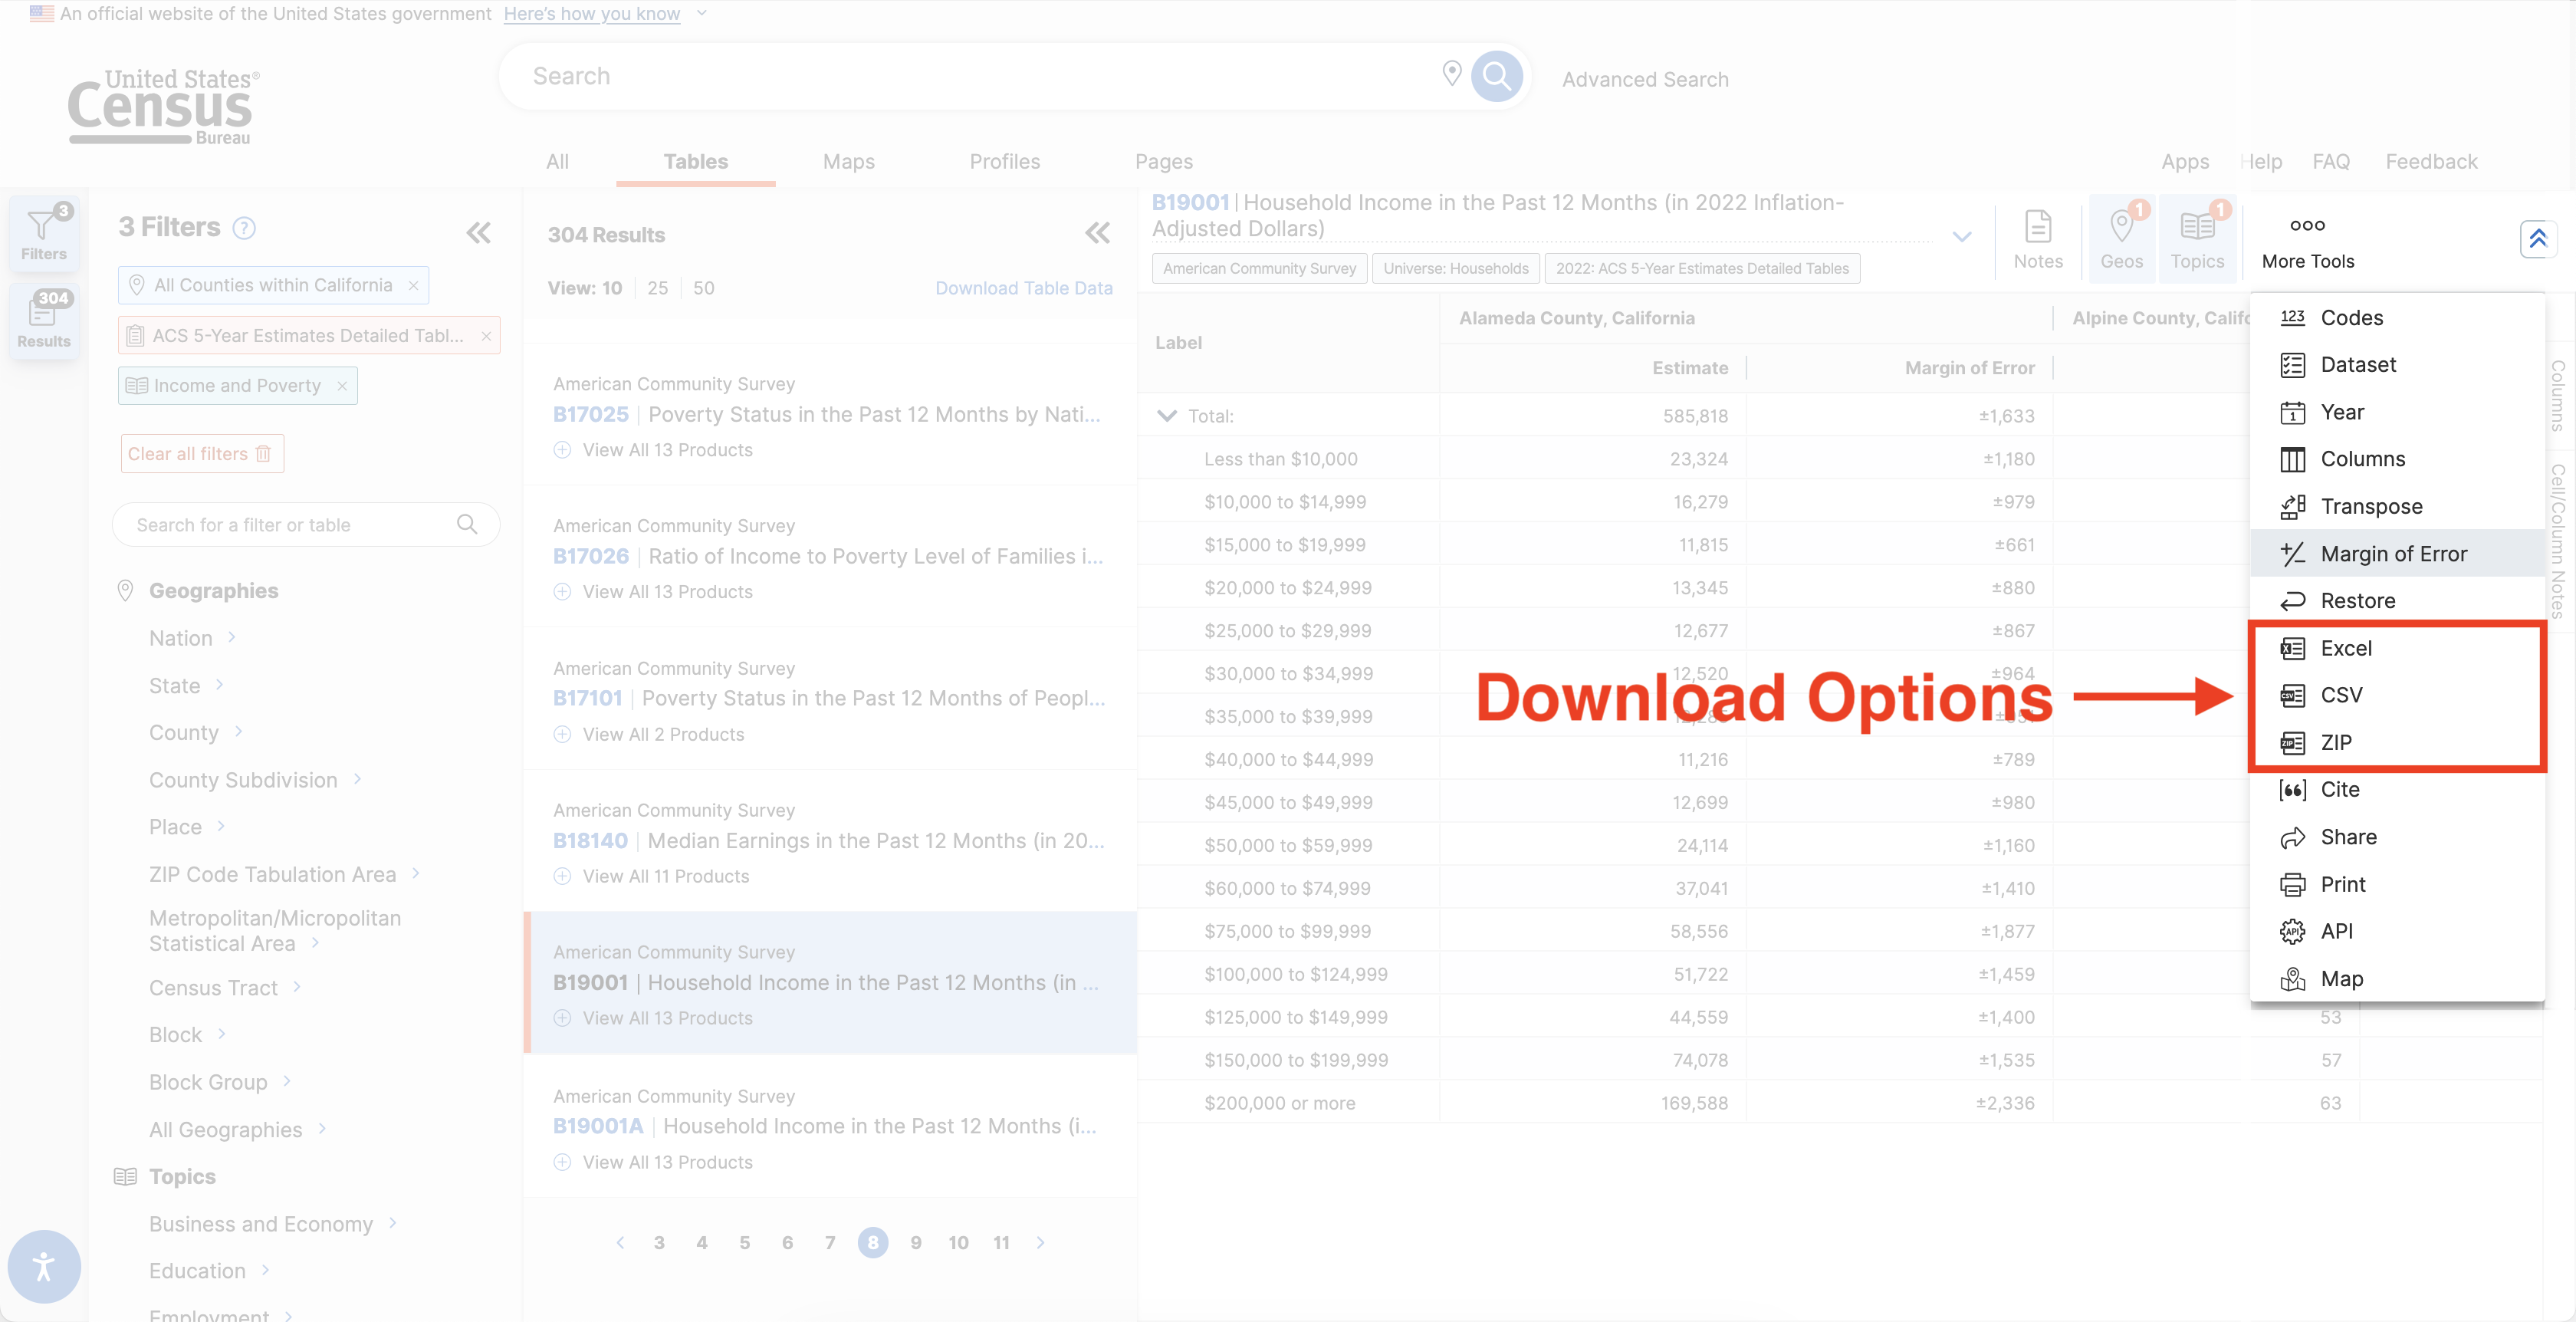 An official website of the United States government Here's how you know
United States®
Census
Bureau
Search
Advanced Search
All Tables Maps Profiles Pages
Apps Help FAQ Feedback
3
Filters
304
Results
3 Filters ?
All Counties within California ×
ACS 5-Year Estimates Detailed Tabl... ×
Income and Poverty ×
Clear all filters
Search for a filter or table
Geographies
Nation
State
County
County Subdivision
Place
ZIP Code Tabulation Area
Metropolitan/Micropolitan
Statistical Area
Census Tract
Block
Block Group
All Geographies
Topics
Business and Economy
Education
Employment
304 Results
View: 10 25 50
Download Table Data
American Community Survey
B17025 | Poverty Status in the Past 12 Months by Nati...
View All 13 Products
American Community Survey
B17026 | Ratio of Income to Poverty Level of Families i...
View All 13 Products
American Community Survey
B17101 | Poverty Status in the Past 12 Months of Peopl...
View All 2 Products
American Community Survey
B18140 | Median Earnings in the Past 12 Months (in 20...
View All 11 Products
American Community Survey
B19001 | Household Income in the Past 12 Months (in ...
View All 13 Products
American Community Survey
B19001A | Household Income in the Past 12 Months (i...
View All 13 Products
3 4 5 6 7 8 9 10 11
B19001 | Household Income in the Past 12 Months (in 2022 Inflation-
Adjusted Dollars)
American Community Survey Universe: Households 2022: ACS 5-Year Estimates Detailed Tables
Notes
1
Geos
1
Topics
More Tools
Label
Alameda County, California Alpine County, Califo
Estimate Margin of Error
Total: 585,818 ±1,633
Less than $10,000 23,324 ±1,180
$10,000 to $14,999 16,279 ±979
$15,000 to $19,999 11,815 ±661
$20,000 to $24,999 13,345 ±880
$25,000 to $29,999 12,677 ±867
$30,000 to $34,999 12,520 ±964
$35,000 to $39,999
$40,000 to $44,999 11,216 ±789
$45,000 to $49,999 12,699 ±980
$50,000 to $59,999 24,114 ±1,160
$60,000 to $74,999 37,041 ±1,410
$75,000 to $99,999 58,556 ±1,877
$100,000 to $124,999 51,722 ±1,459
$125,000 to $149,999 44,559 ±1,400 53
$150,000 to $199,999 74,078 ±1,535 57
$200,000 or more 169,588 ±2,336 63
Download Options
123 Codes
Dataset
1 Year
Columns
Transpose
Margin of Error
Restore
Excel
CSV CSV
ZIP ZIP
Cite
Share
Print
API API
Map
Columns
Cell/Column Notes